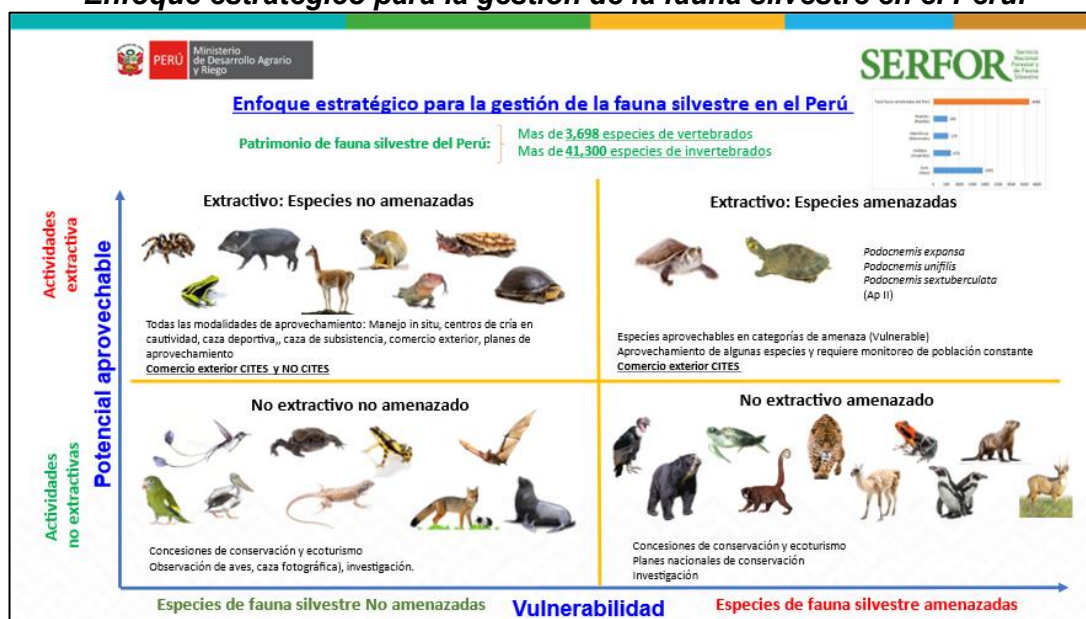 Enfoque estratégico para la gestión de la fauna silvestre en el Perú.
PERÚ
Ministerio
de Desarrollo Agrario
y Riego
SERFOR
Servicio
Nacional
Forestal y
de Fauna
Silvestre
Enfoque estratégico para la gestión de la fauna silvestre en el Perú
Patrimonio de fauna silvestre del Perú:
Mas de 3,698 especies de vertebrados
Mas de 41,300 especies de invertebrados
Actividades
extractiva
Potencial aprovechable
Actividades
no extractivas
Extractivo: Especies no amenazadas
Todas las modalidades de aprovechamiento: Manejo in situ, centros de cría en
cautividad, caza deportiva,, caza de subsistencia, comercio exterior, planes de
aprovechamiento
Comercio exterior CITES y NO CITES
Extractivo: Especies amenazadas
Podocnemis expansa
Podocnemis unifilis
Podocnemis sextuberculata
(Ap II)
Especies aprovechables en categorías de amenaza (Vulnerable)
Aprovechamiento de algunas especies y requiere monitoreo de población constante
Comercio exterior CITES
No extractivo no amenazado
Concesiones de conservación y ecoturismo
Observación de aves, caza fotográfica), investigación.
No extractivo amenazado
Concesiones de conservación y ecoturismo
Planes nacionales de conservación
Investigación
Especies de fauna silvestre No amenazadas
Vulnerabilidad
Especies de fauna silvestre amenazadas